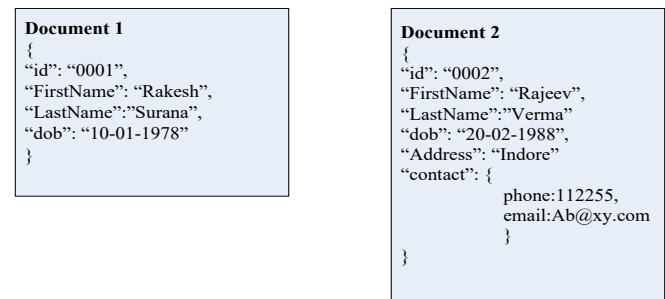 Document 1
{
“id”: “0001”,
“FirstName”: “Rakesh”,
“LastName”:”Surana”,
“dob”: “10-01-1978”
}
Document 2
{
“id”: “0002”,
“FirstName”: “Rajeev”,
“LastName”:”Verma”
“dob”: “20-02-1988”,
“Address”: “Indore”
“contact”: {
phone:112255,
email:Ab@xy.com
}
}